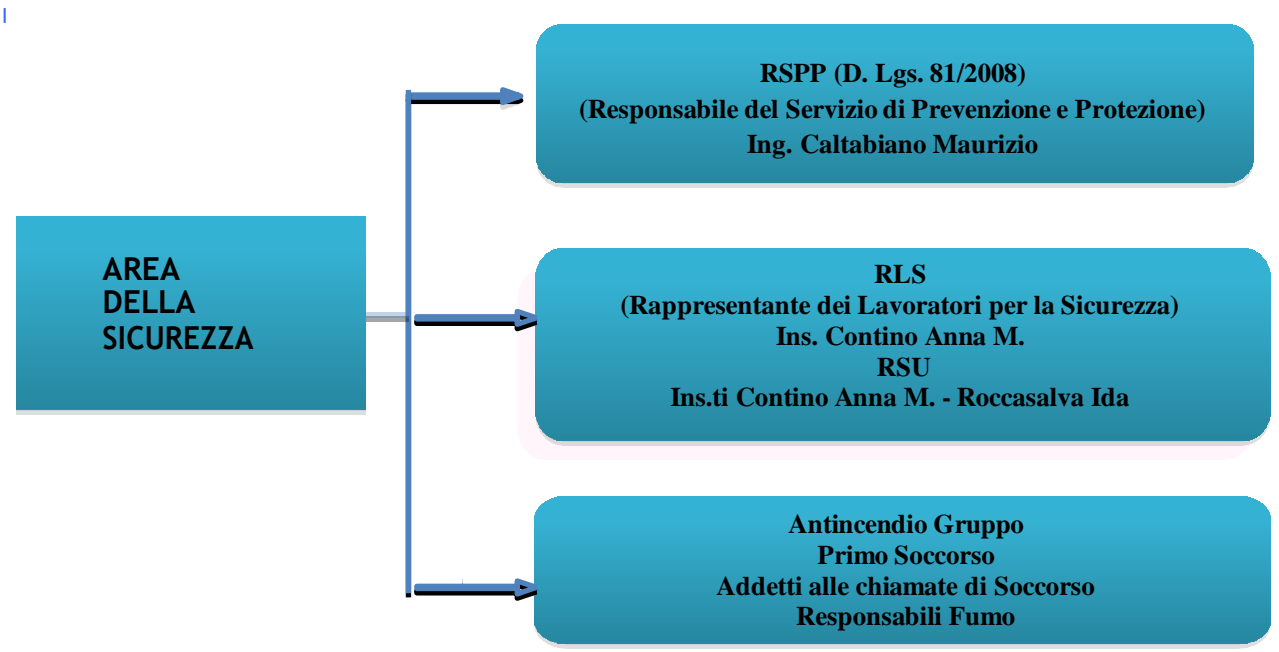 AREA
DELLA
SICUREZZA
RSPP (D. Lgs. 81/2008)
(Responsabile del Servizio di Prevenzione e Protezione)
Ing. Caltabiano Maurizio
RLS
(Rappresentante dei Lavoratori per la Sicurezza)
Ins. Contino Anna M.
RSU
Ins.ti Contino Anna M. - Roccasalva Ida
Antincendio Gruppo
Primo Soccorso
Addetti alle chiamate di Soccorso
Responsabili Fumo